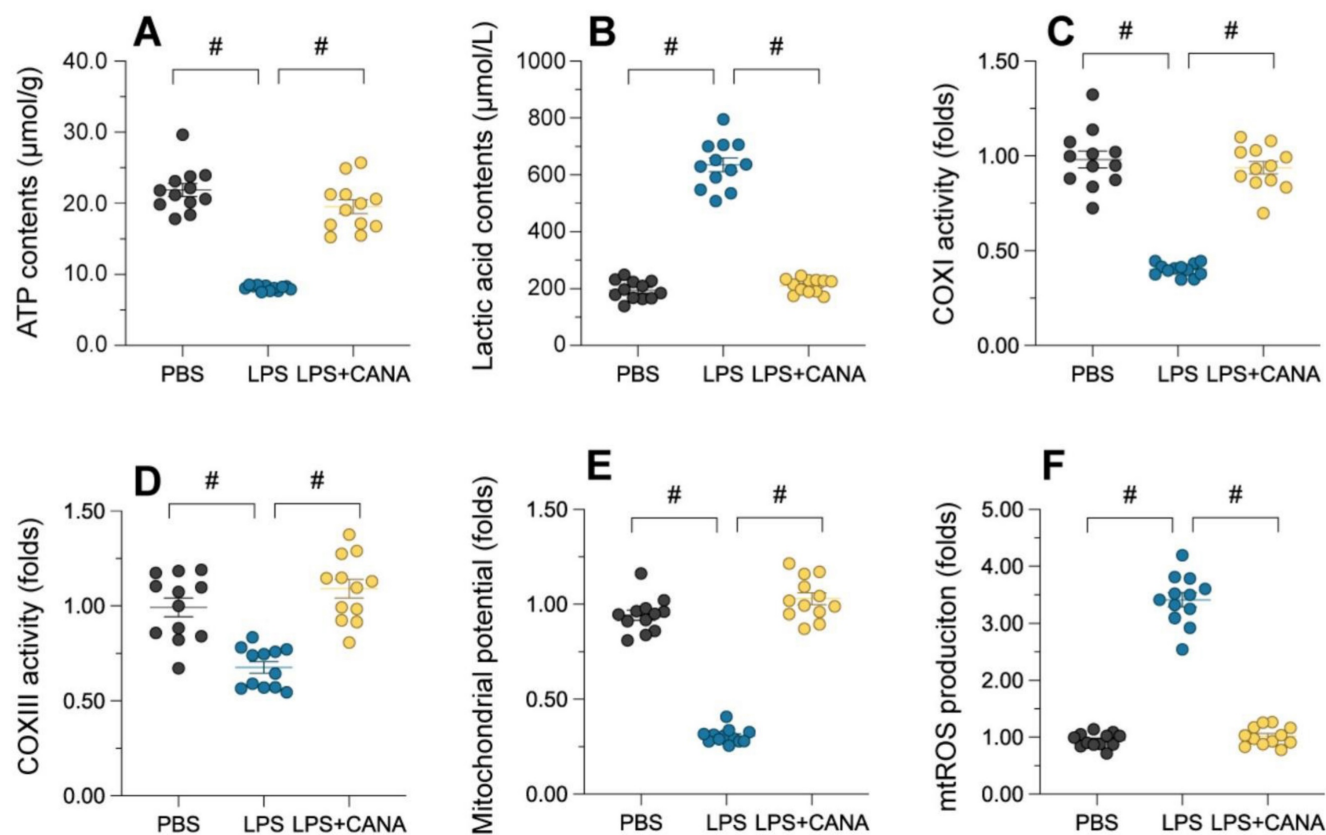 A
# #
ATP contents (μmol/g)
40.0
30.0
20.0
10.0
0.0
PBS LPS LPS+CANA
B
# #
Lactic acid contents (μmol/L)
1000
800
600
400
200
0
PBS LPS LPS+CANA
C
# #
COXI activity (folds)
1.50
1.00
0.50
0.00
PBS LPS LPS+CANA
D
# #
COXIII activity (folds)
1.50
1.00
0.50
0.00
PBS LPS LPS+CANA
E
# #
Mitochondrial potential (folds)
1.50
1.00
0.50
0.00
PBS LPS LPS+CANA
F
# #
mtROS produciton (folds)
5.00
4.00
3.00
2.00
1.00
0.00
PBS LPS LPS+CANA